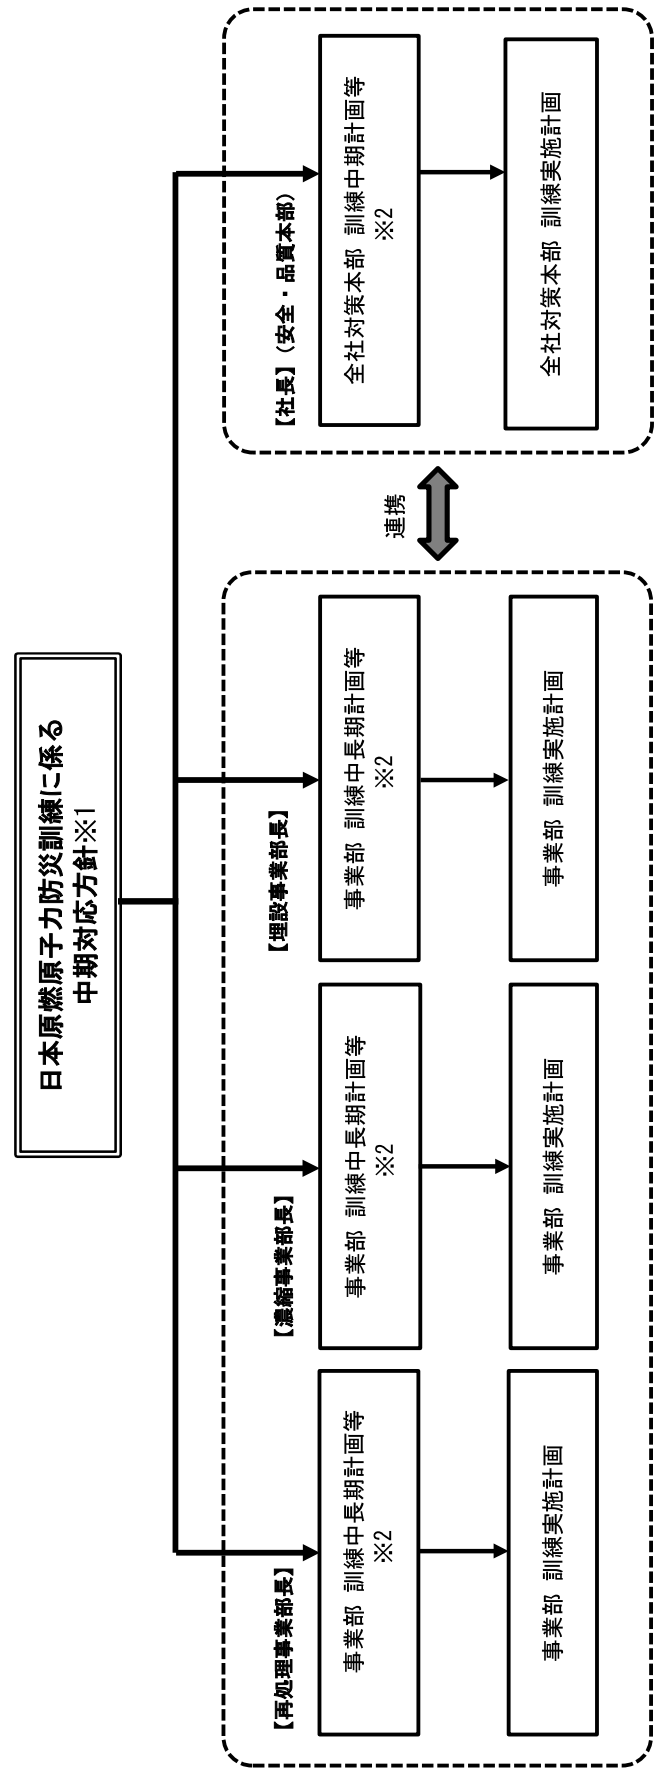 日本原燃原子力防災訓練に係る
中期対応方針※1
【再処理事業部長】
事業部 訓練中長期計画等
※2
事業部 訓練実施計画
【濃縮事業部長】
事業部 訓練中長期計画等
※2
事業部 訓練実施計画
【埋設事業部長】
事業部 訓練中長期計画等
※2
事業部 訓練実施計画
連携
【社長】（安全・品質本部）
全社対策本部 訓練中期計画等
※2
全社対策本部 訓練実施計画